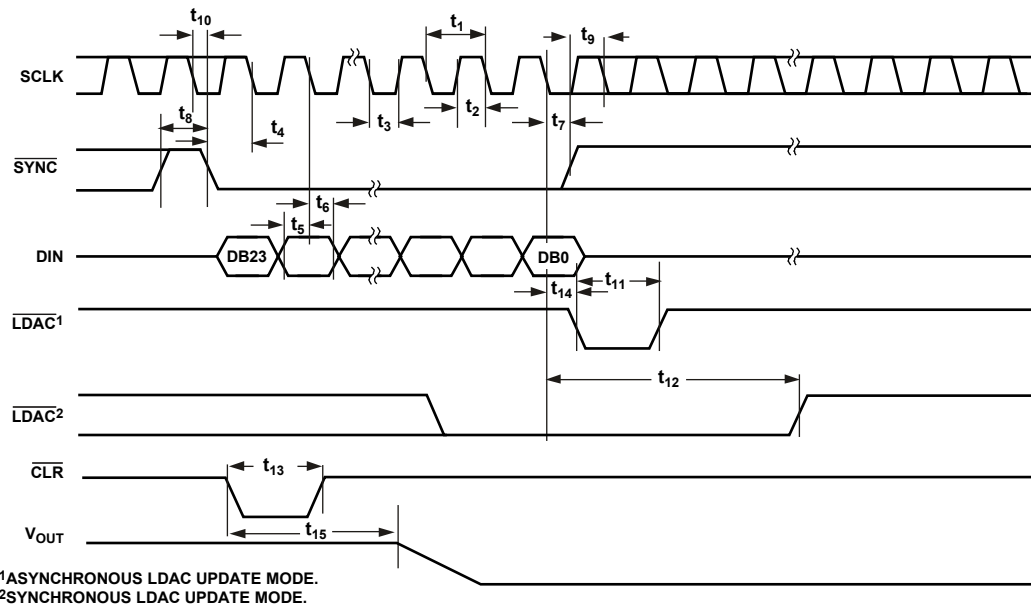 t10
t1
t9
SCLK
t8
t4
t3
t2
t7
SYNC
t6
t5
DIN
DB23
DB0
t14
t11
LDAC1
t12
LDAC2
CLR
t13
t15
VOUT
1ASYNCHRONOUS LDAC UPDATE MODE.
2SYNCHRONOUS LDAC UPDATE MODE.